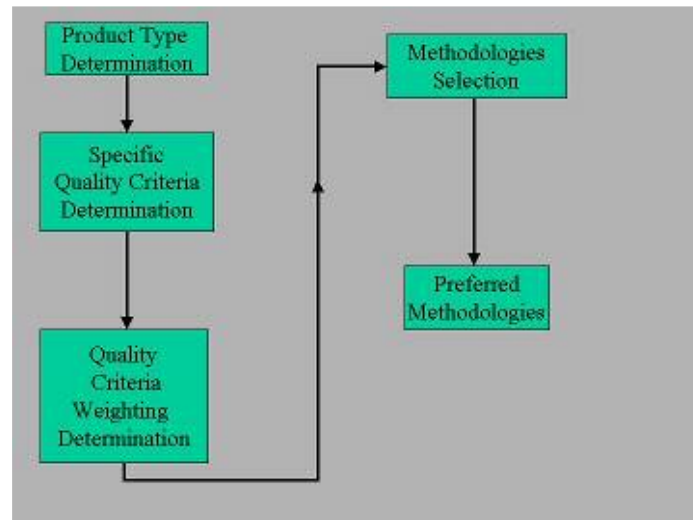 Product Type
Determination
Specific
Quality Criteria
Determination
Quality
Criteria
Weighting
Determination
Methodologies
Selection
Preferred
Methodologies